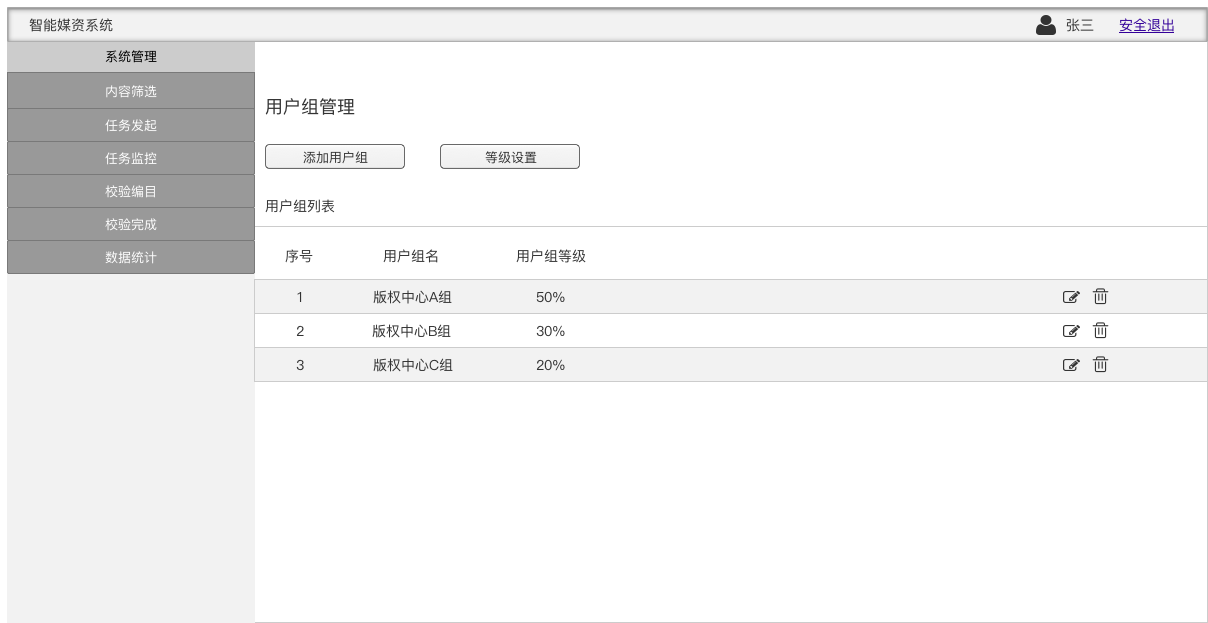 智能媒资系统 张三 安全退出
系统管理
内容筛选
任务发起
任务监控
校验编目
校验完成
数据统计
用户组管理
添加用户组 等级设置
用户组列表
序号 用户组名 用户组等级
1 版权中心A组 50%
2 版权中心B组 30%
3 版权中心C组 20%